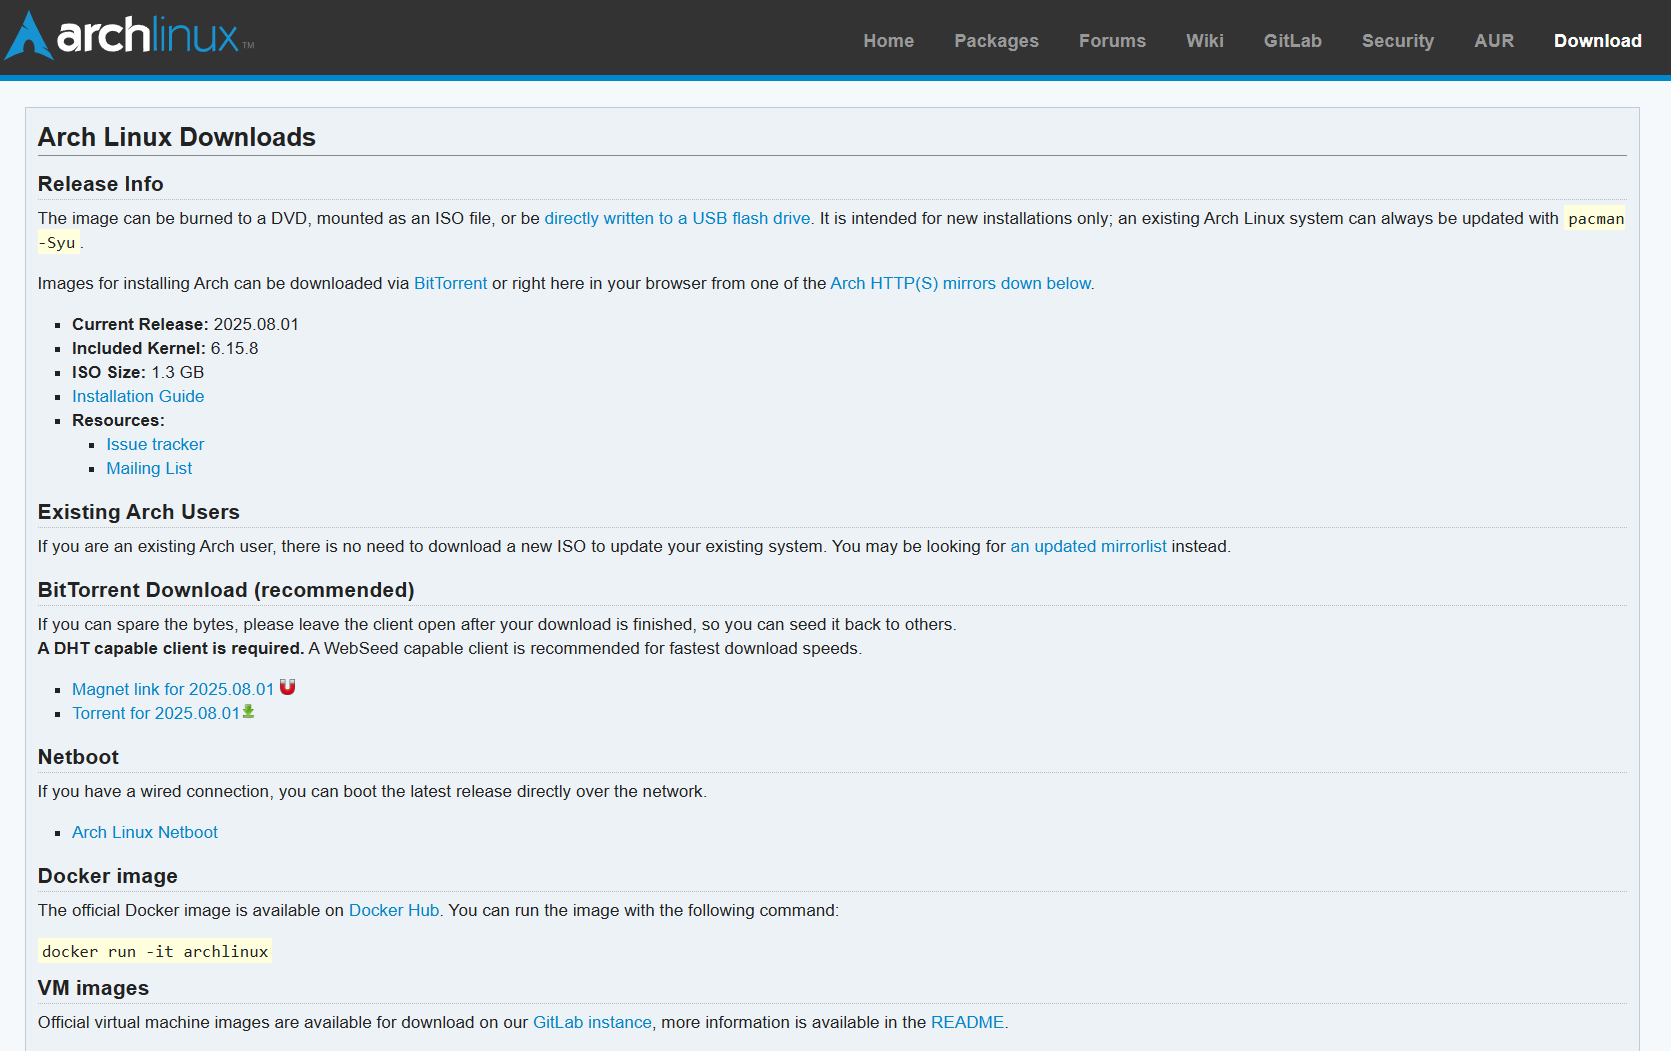 archlinux™
Home Packages Forums Wiki GitLab Security AUR Download
Arch Linux Downloads
Release Info
The image can be burned to a DVD, mounted as an ISO file, or be directly written to a USB flash drive. It is intended for new installations only; an existing Arch Linux system can always be updated with pacman
-Syu.
Images for installing Arch can be downloaded via BitTorrent or right here in your browser from one of the Arch HTTP(S) mirrors down below.
Current Release: 2025.08.01
Included Kernel: 6.15.8
ISO Size: 1.3 GB
Installation Guide
Resources:
Issue tracker
Mailing List
Existing Arch Users
If you are an existing Arch user, there is no need to download a new ISO to update your existing system. You may be looking for an updated mirrorlist instead.
BitTorrent Download (recommended)
If you can spare the bytes, please leave the client open after your download is finished, so you can seed it back to others.
A DHT capable client is required. A WebSeed capable client is recommended for fastest download speeds.
Magnet link for 2025.08.01
Torrent for 2025.08.01
Netboot
If you have a wired connection, you can boot the latest release directly over the network.
Arch Linux Netboot
Docker image
The official Docker image is available on Docker Hub. You can run the image with the following command:
docker run -it archlinux
VM images
Official virtual machine images are available for download on our GitLab instance, more information is available in the README.